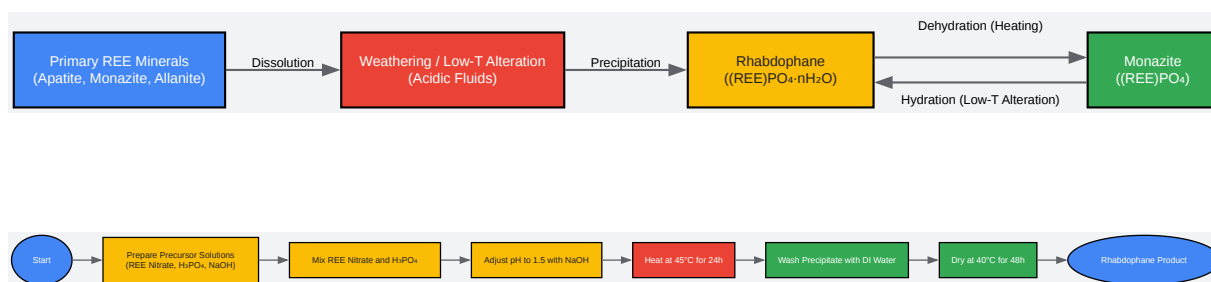 Primary REE Minerals
(Apatite, Monazite, Allanite)
Dissolution
Weathering / Low-T Alteration
(Acidic Fluids)
Precipitation
Rhabdophane
((REE)PO₄·nH₂O)
Dehydration (Heating)
Hydration (Low-T Alteration)
Monazite
((REE)PO₄)
Start
Prepare Precursor Solutions
(REE Nitrate, H₃PO₄, NaOH)
Mix REE Nitrate and H₃PO₄
Adjust pH to 1.5 with NaOH
Heat at 45°C for 24h
Wash Precipitate with DI Water
Dry at 40°C for 48h
Rhabdophane Product